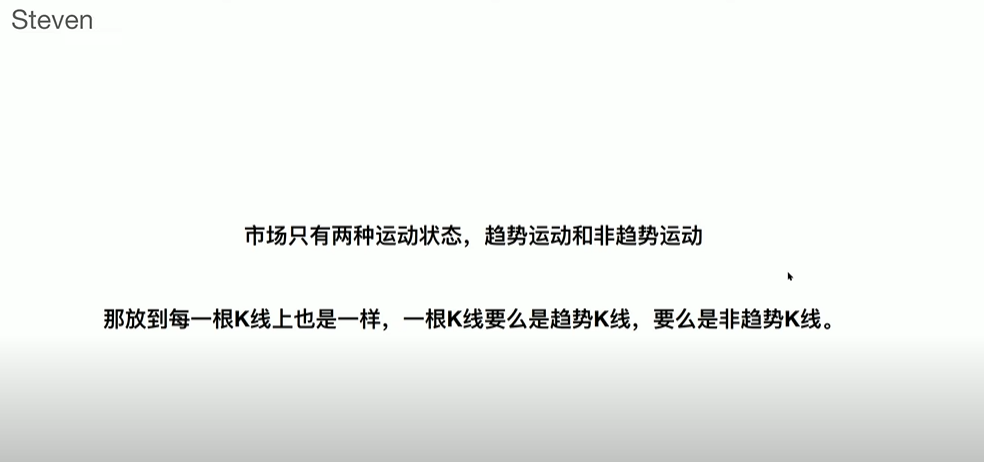 Steven
市场只有两种运动状态，趋势运动和非趋势运动
那放到每一根K线上也是一样，一根K线要么是趋势K线，要么是非趋势K线。